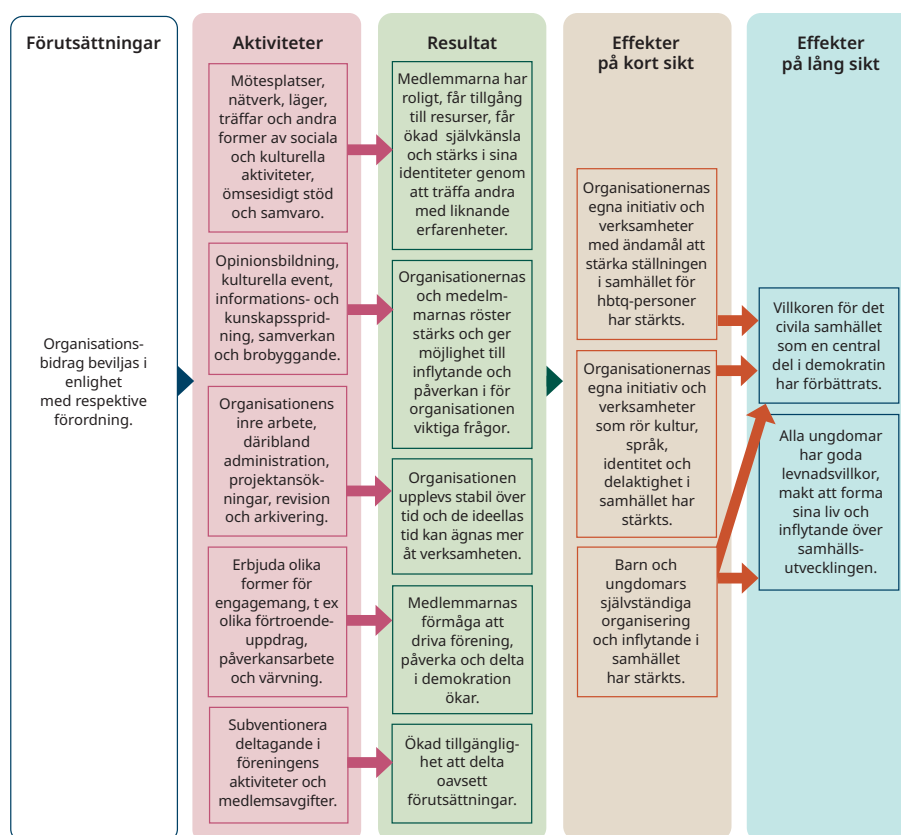 Förutsättningar
Organisations-
bidrag beviljas i
enlighet
med respektive
förordning.
Aktiviteter
Mötesplatser,
nätverk, läger,
träffar och andra
former av sociala
och kulturella
aktiviteter,
ömsesidigt stöd
och samvaro.
Opinionsbildning,
kulturella event,
informations- och
kunskapssprid-
ning, samverkan
och brobyggande.
Organisationens
inre arbete,
däribland
administration,
projektansök-
ningar, revision
och arkivering.
Erbjuda olika
former för
engagemang, t ex
olika förtroende-
uppdrag,
påverkansarbete
och värvning.
Subventionera
deltagande i
föreningens
aktiviteter och
medlemsavgifter.
Resultat
Medlemmarna har
roligt, får tillgång
till resurser, får
ökad självkänsla
och stärks i sina
identiteter genom
att träffa andra
med liknande
erfarenheter.
Organisationernas
och medelm-
marnas röster
stärks och ger
möjlighet till
inflytande och
påverkan i för
organisationen
viktiga frågor.
Organisationen
upplevs stabil över
tid och de ideellas
tid kan ägnas mer
åt verksamheten.
Medlemmarnas
förmåga att
driva förening,
påverka och delta
i demokration
ökar.
Ökad tillgänglig-
het att delta
oavsett
förutsättningar.
Effekter
på kort sikt
Organisationernas
egna initiativ och
verksamheter
med ändamål att
stärka ställningen
i samhället för
hbtq-personer
har stärkts.
Organisationernas
egna initiativ och
verksamheter
som rör kultur,
språk,
identitet och
delaktighet i
samhället har
stärkts.
Barn och
ungdomars
självständiga
organisering
och inflytande i
samhället
har stärkts.
Effekter
på lång sikt
Villkoren för det
civila samhället
som en central
del i demokratin
har förbättrats.
Alla ungdomar
har goda
levnadsvillkor,
makt att forma
sina liv och
inflytande över
samhälls-
utvecklingen.